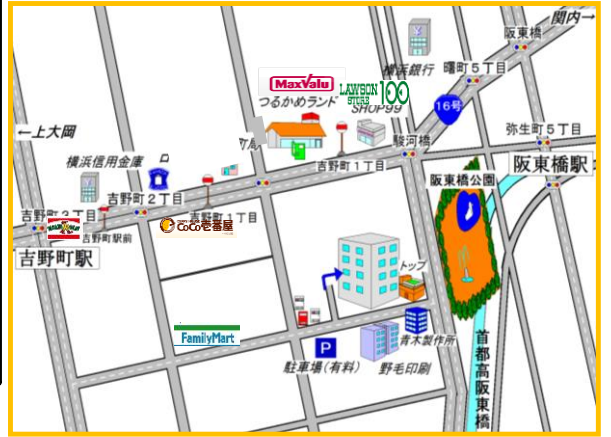 関内→
阪東橋
横浜銀行
曙町5丁目
MaxValu
LAWSON
STORE 100
つるかめランド
SHOP99
16号
←上大岡
駿河橋
弥生町5丁目
横浜信用金庫
吉野町1丁目
阪東橋駅
阪東橋公園
吉野町2丁目
吉野町1丁目
吉野町3丁目
CoCo壱番屋
吉野町駅前
吉野町駅
トップ
FamilyMart
P
青木製作所
駐車場(有料)
野毛印刷
首都高阪東橋